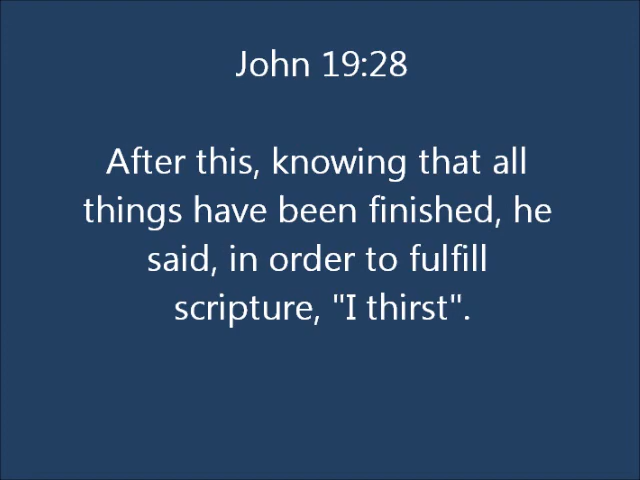 John 19:28
After this, knowing that all
things have been finished, he
said, in order to fulfill
scripture, "I thirst".